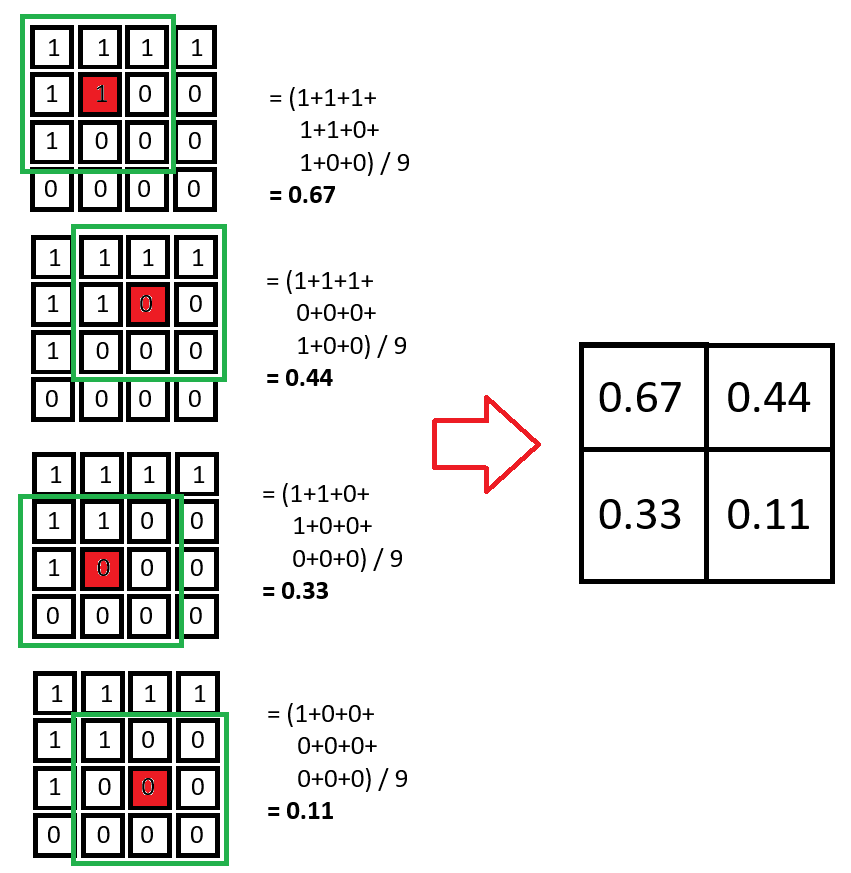 1 1 1 1
1 1 0 0
1 0 0 0
0 0 0 0
= (1+1+1+
1+1+0+
1+0+0) / 9
= 0.67
1 1 1 1
1 1 0 0
1 0 0 0
0 0 0 0
= (1+1+1+
0+0+0+
1+0+0) / 9
= 0.44
1 1 1 1
1 1 0 0
1 0 0 0
0 0 0 0
= (1+1+0+
1+0+0+
0+0+0) / 9
= 0.33
1 1 1 1
1 1 0 0
1 0 0 0
0 0 0 0
= (1+0+0+
0+0+0+
0+0+0) / 9
= 0.11
0.67 0.44
0.33 0.11